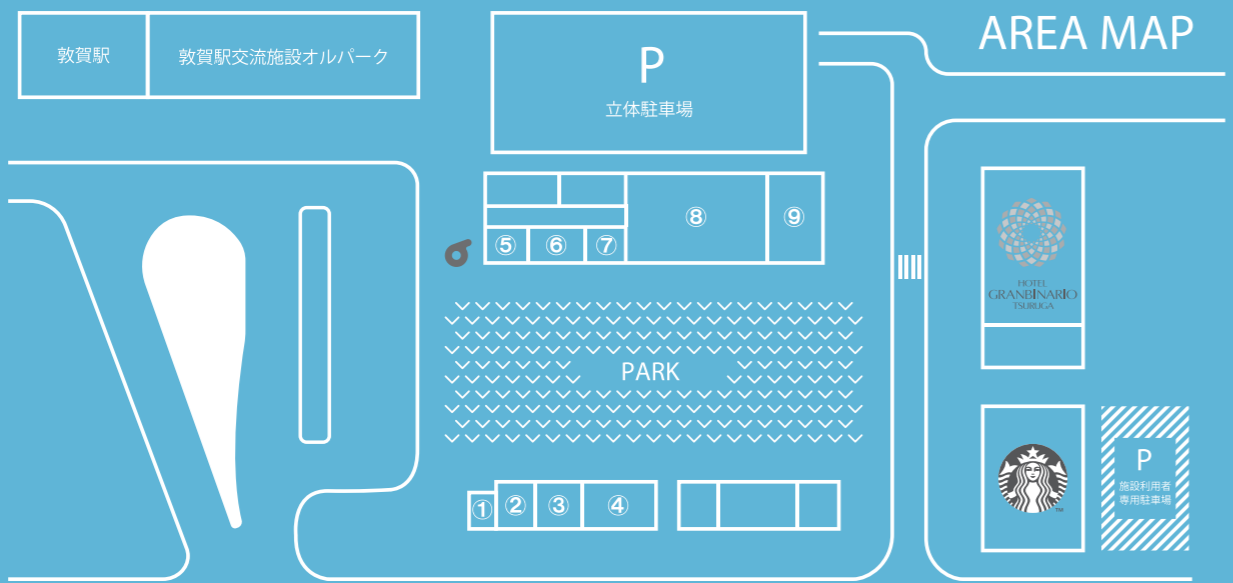 AREA MAP
敦賀駅
敦賀駅交流施設オルパーク
P
立体駐車場
⑧
⑨
⑤
⑥
⑦
HOTEL
GRANBINARIO
TSURUGA
PARK
P
施設利用者
専用駐車場
①
②
③
④
TM